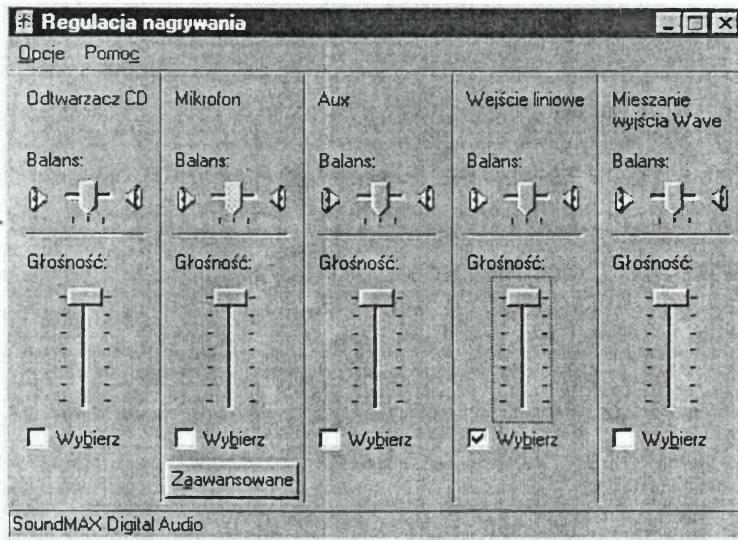 Regulacja nagrywania
Opcje Pomoc
Odtwarzacz CD
Balans:
Głośność:
Wybierz
Mikrofon
Balans:
Głośność:
Wybierz
Zaawansowane
Aux
Balans:
Głośność:
Wybierz
Wejście liniowe
Balans:
Głośność:
Wybierz
Mieszanie
wyjścia Wave
Balans:
Głośność:
Wybierz
SoundMAX Digital Audio